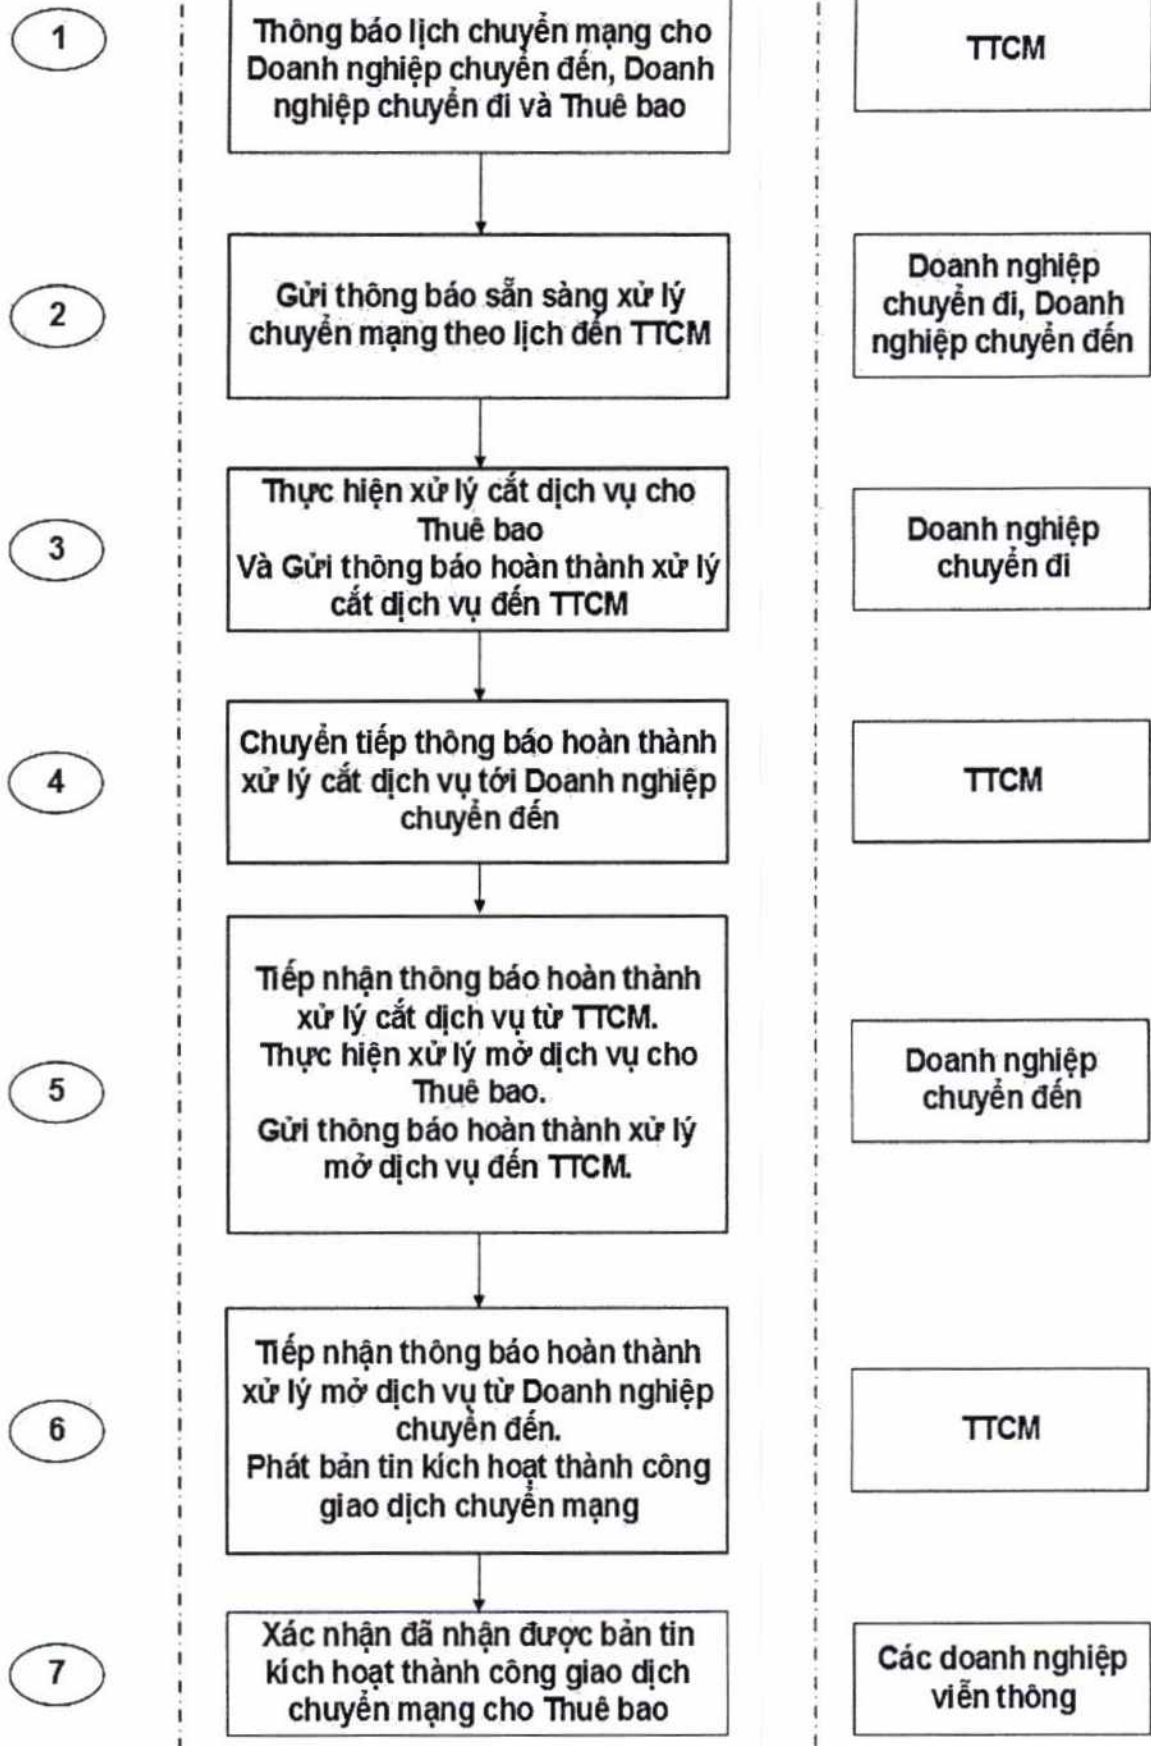 1
Thông báo lịch chuyển mạng cho
Doanh nghiệp chuyển đến, Doanh
nghiệp chuyển đi và Thuê bao
TTCM
2
Gửi thông báo sẵn sàng xử lý
chuyển mạng theo lịch đến TTCM
Doanh nghiệp
chuyển đi, Doanh
nghiệp chuyển đến
3
Thực hiện xử lý cắt dịch vụ cho
Thuê bao
Và Gửi thông báo hoàn thành xử lý
cắt dịch vụ đến TTCM
Doanh nghiệp
chuyển đi
4
Chuyển tiếp thông báo hoàn thành
xử lý cắt dịch vụ tới Doanh nghiệp
chuyển đến
TTCM
5
Tiếp nhận thông báo hoàn thành
xử lý cắt dịch vụ từ TTCM.
Thực hiện xử lý mở dịch vụ cho
Thuê bao.
Gửi thông báo hoàn thành xử lý
mở dịch vụ đến TTCM.
Doanh nghiệp
chuyển đến
6
Tiếp nhận thông báo hoàn thành
xử lý mở dịch vụ từ Doanh nghiệp
chuyển đến.
Phát bản tin kích hoạt thành công
giao dịch chuyển mạng
TTCM
7
Xác nhận đã nhận được bản tin
kích hoạt thành công giao dịch
chuyển mạng cho Thuê bao
Các doanh nghiệp
viễn thông